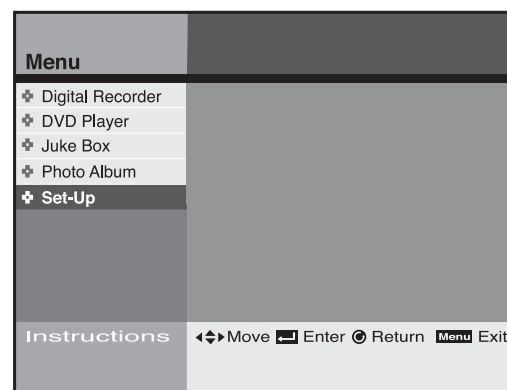 Menu
Digital Recorder
DVD Player
Juke Box
Photo Album
Set-Up
Instructions Move Enter Return Menu Exit